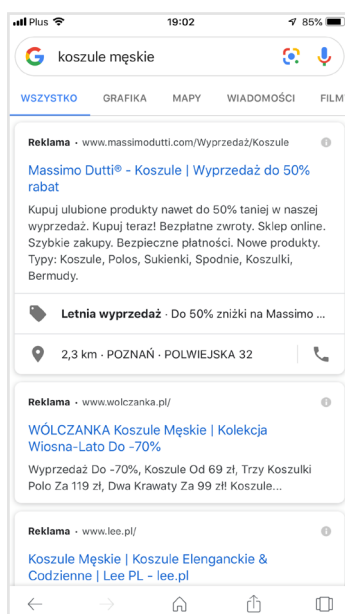 Plus 19:02 85%
koszule męskie
WSZYSTKO GRAFIKA MAPY WIADOMOŚCI FILM
Reklama · www.massimodutti.com/Wyprzedaż/Koszule
Massimo Dutti® - Koszule | Wyprzedaż do 50%
rabat
Kupuj ulubione produkty nawet do 50% taniej w naszej
wyprzedaż. Kupuj teraz! Bezpłatne zwroty. Sklep online.
Szybkie zakupy. Bezpieczne płatności. Nowe produkty.
Typy: Koszule, Polos, Sukienki, Spodnie, Koszulki,
Bermudy.
Letnia wyprzedaż · Do 50% zniżki na Massimo ...
2,3 km · POZNAŃ · POLWIEJSKA 32
Reklama · www.wolczanka.pl/
WÓLCZANKA Koszule Męskie | Kolekcja
Wiosna-Lato Do -70%
Wyprzedaż Do -70%, Koszule Od 69 zł, Trzy Koszulki
Polo Za 119 zł, Dwa Krawaty Za 99 zł! Koszule...
Reklama · www.lee.pl/
Koszule Męskie | Koszule Elenganckie &
Codzienne | Lee PL - lee.pl